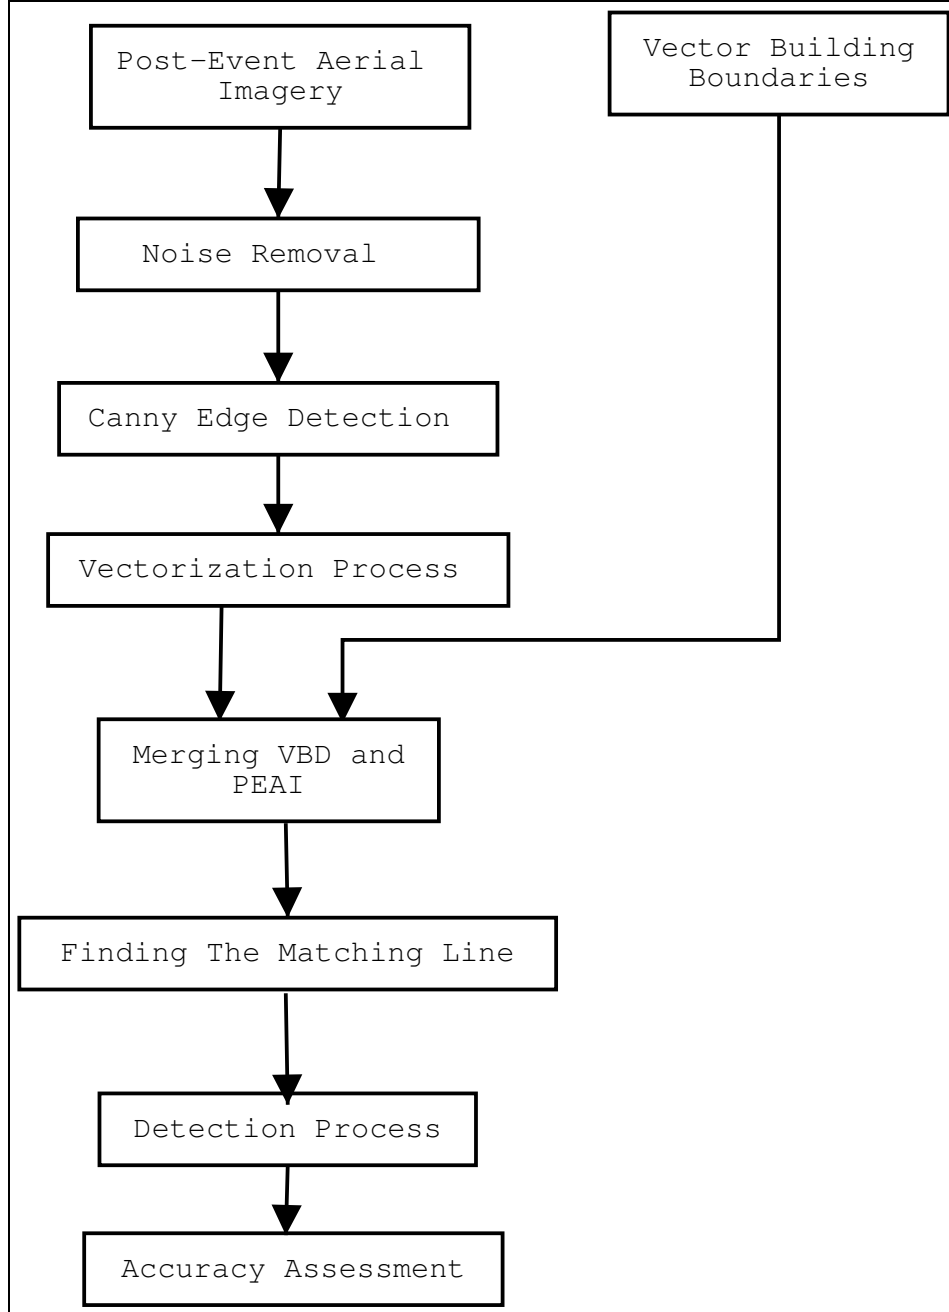 Post-Event Aerial
Imagery
Vector Building
Boundaries
Noise Removal
Canny Edge Detection
Vectorization Process
Merging VBD and
PEAI
Finding The Matching Line
Detection Process
Accuracy Assessment